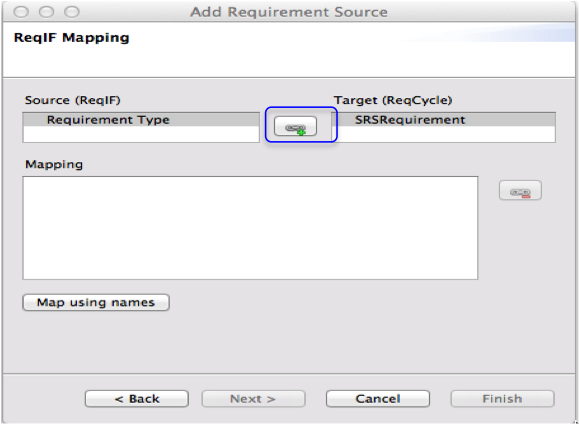 Add Requirement Source
ReqIF Mapping
Source (ReqIF)
Target (ReqCycle)
Requirement Type
SRSRequirement
Mapping
Map using names
< Back
Next >
Cancel
Finish